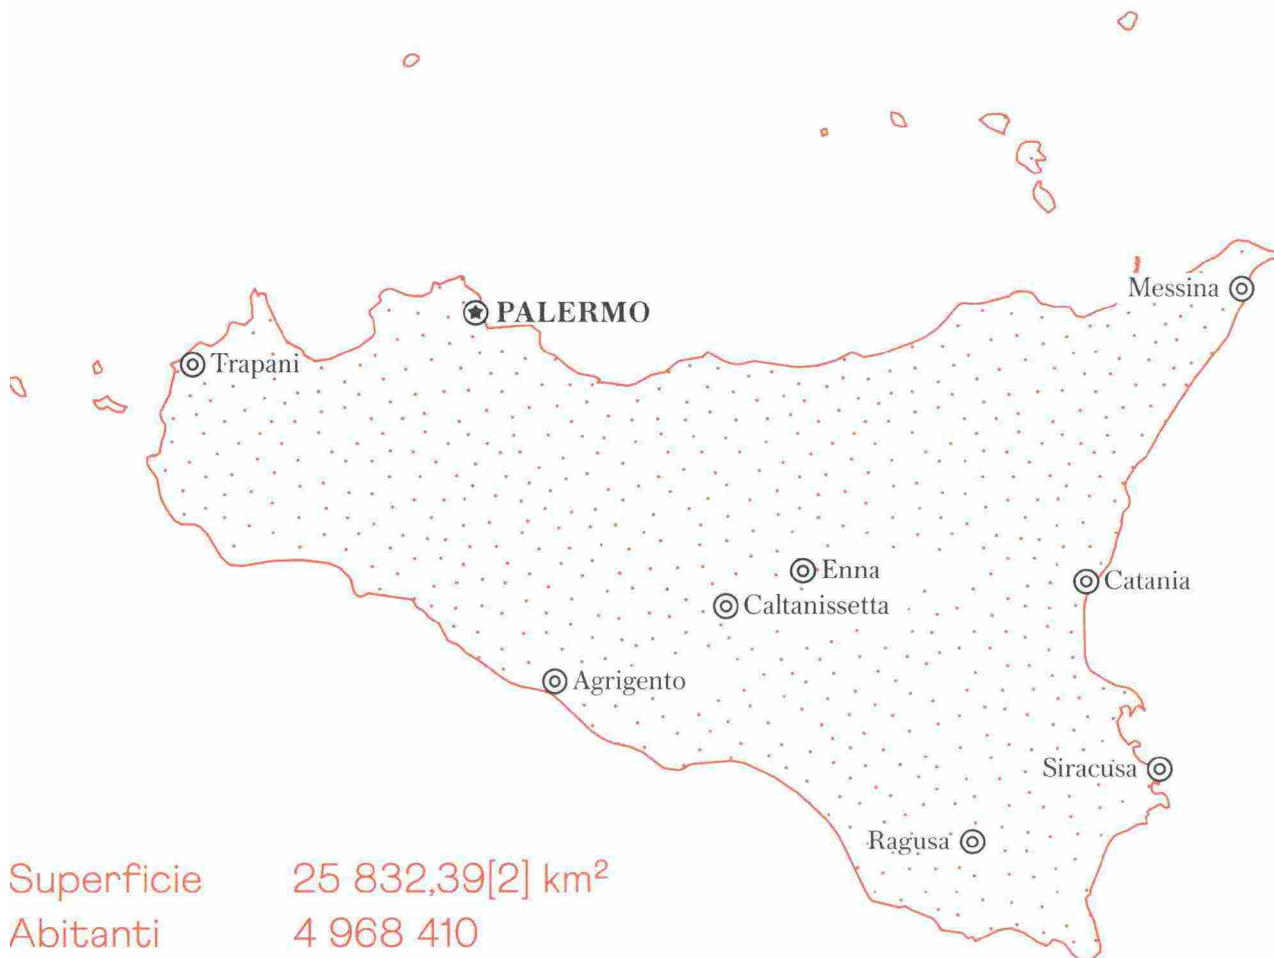 Messina
PALERMO
Trapani
Enna
Catania
Caltanissetta
Agrigento
Siracusa
Ragusa
Superficie 25 832,39[2] km²
Abitanti 4 968 410